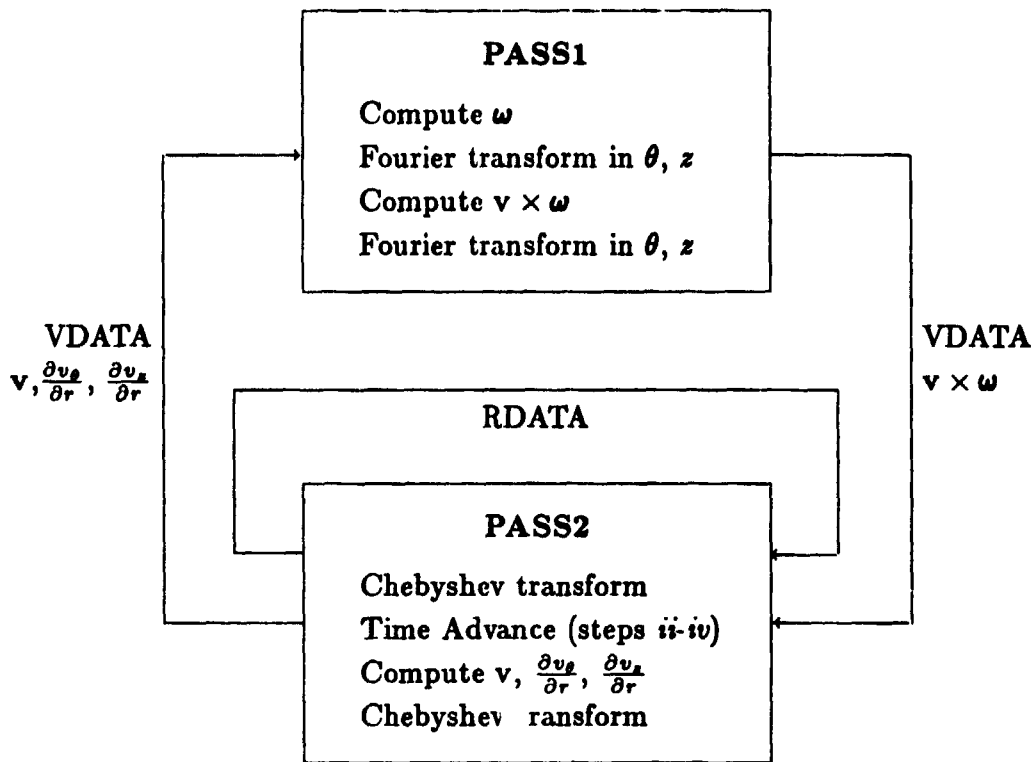 PASS1
Compute ω
Fourier transform in θ, z
Compute v × ω
Fourier transform in θ, z
VDATA
v, ∂v_θ/∂r, ∂v_z/∂r
VDATA
v × ω
RDATA
PASS2
Chebyshev transform
Time Advance (steps ii-iv)
Compute v, ∂v_θ/∂r, ∂v_z/∂r
Chebyshev ransform